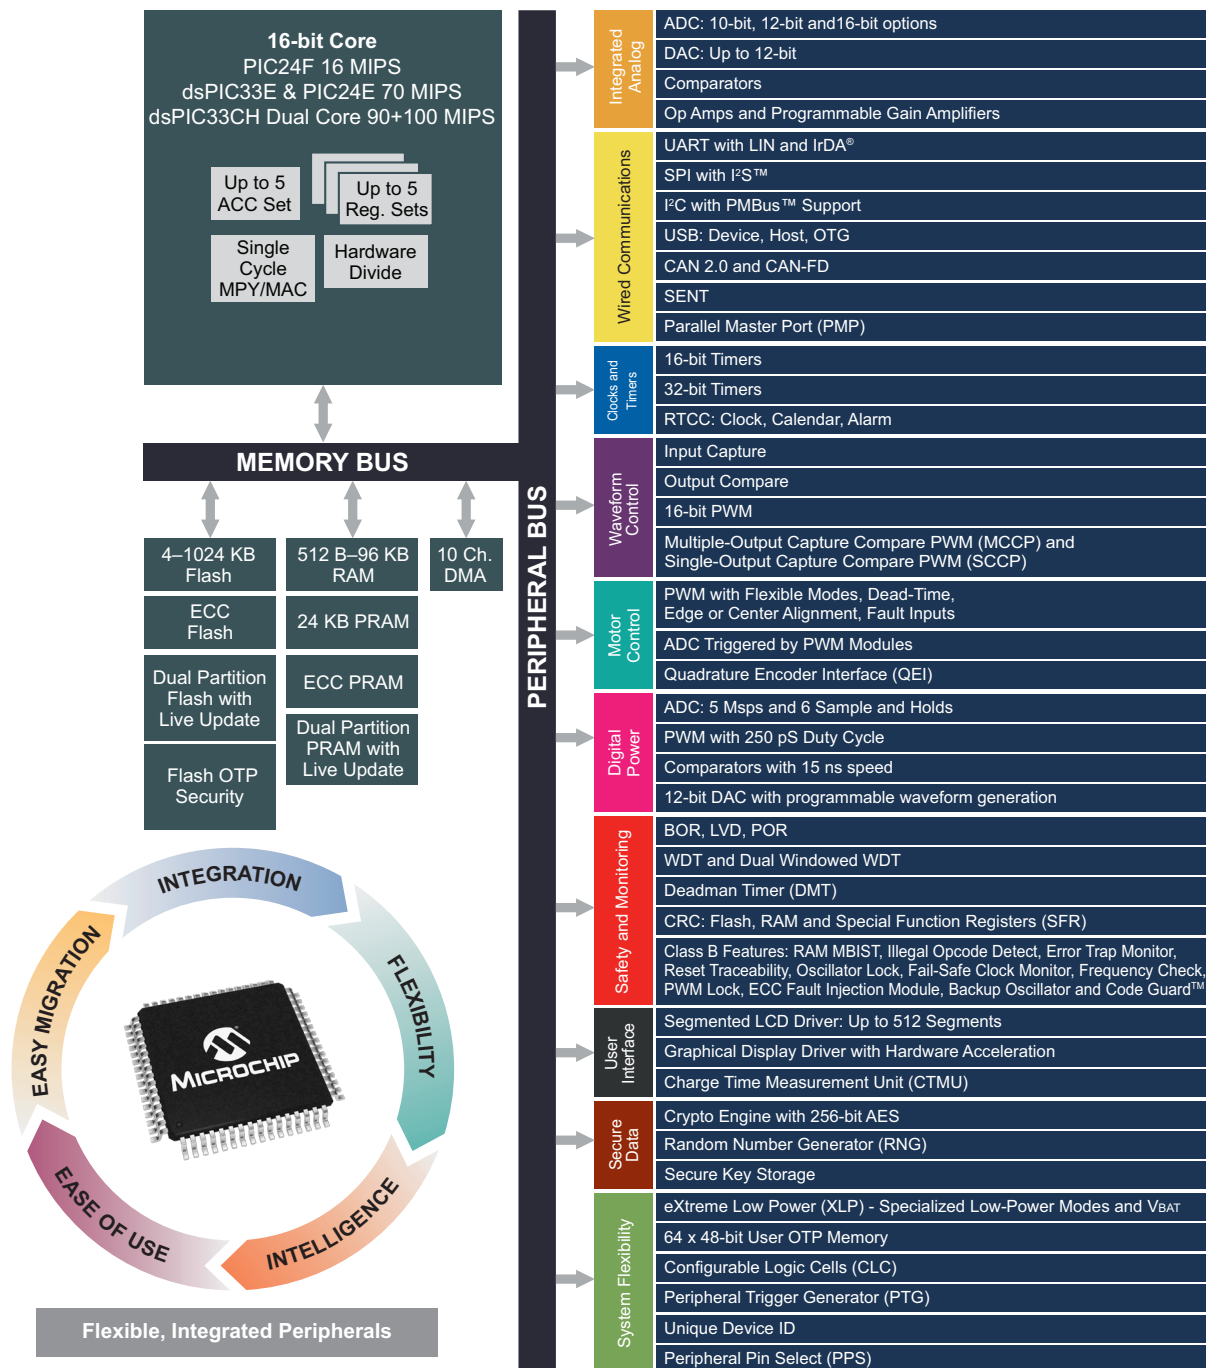 16-bit Core
PIC24F 16 MIPS
dsPIC33E & PIC24E 70 MIPS
dsPIC33CH Dual Core 90+100 MIPS
Up to 5
ACC Set
Up to 5
Reg. Sets
Single
Cycle
MPY/MAC
Hardware
Divide
MEMORY BUS
4–1024 KB
Flash
512 B–96 KB
RAM
10 Ch.
DMA
ECC
Flash
24 KB PRAM
Dual Partition
Flash with
Live Update
ECC PRAM
Dual Partition
PRAM with
Live Update
Flash OTP
Security
PERIPHERAL BUS
Integrated
Analog
ADC: 10-bit, 12-bit and16-bit options
DAC: Up to 12-bit
Comparators
Op Amps and Programmable Gain Amplifiers
Wired Communications
UART with LIN and IrDA®
SPI with I²S™
I²C with PMBus™ Support
USB: Device, Host, OTG
CAN 2.0 and CAN-FD
SENT
Parallel Master Port (PMP)
Clocks and
Timers
16-bit Timers
32-bit Timers
RTCC: Clock, Calendar, Alarm
Waveform
Control
Input Capture
Output Compare
16-bit PWM
Multiple-Output Capture Compare PWM (MCCP) and
Single-Output Capture Compare PWM (SCCP)
Motor
Control
PWM with Flexible Modes, Dead-Time,
Edge or Center Alignment, Fault Inputs
ADC Triggered by PWM Modules
Quadrature Encoder Interface (QEI)
Digital
Power
ADC: 5 Msps and 6 Sample and Holds
PWM with 250 pS Duty Cycle
Comparators with 15 ns speed
12-bit DAC with programmable waveform generation
Safety and Monitoring
BOR, LVD, POR
WDT and Dual Windowed WDT
Deadman Timer (DMT)
CRC: Flash, RAM and Special Function Registers (SFR)
Class B Features: RAM MBIST, Illegal Opcode Detect, Error Trap Monitor,
Reset Traceability, Oscillator Lock, Fail-Safe Clock Monitor, Frequency Check,
PWM Lock, ECC Fault Injection Module, Backup Oscillator and Code Guard™
User
Interface
Segmented LCD Driver: Up to 512 Segments
Graphical Display Driver with Hardware Acceleration
Charge Time Measurement Unit (CTMU)
Secure
Data
Crypto Engine with 256-bit AES
Random Number Generator (RNG)
Secure Key Storage
System Flexibility
eXtreme Low Power (XLP) - Specialized Low-Power Modes and VBAT
64 x 48-bit User OTP Memory
Configurable Logic Cells (CLC)
Peripheral Trigger Generator (PTG)
Unique Device ID
Peripheral Pin Select (PPS)
INTEGRATION
FLEXIBILITY
INTELLIGENCE
EASE OF USE
EASY MIGRATION
MICROCHIP
Flexible, Integrated Peripherals